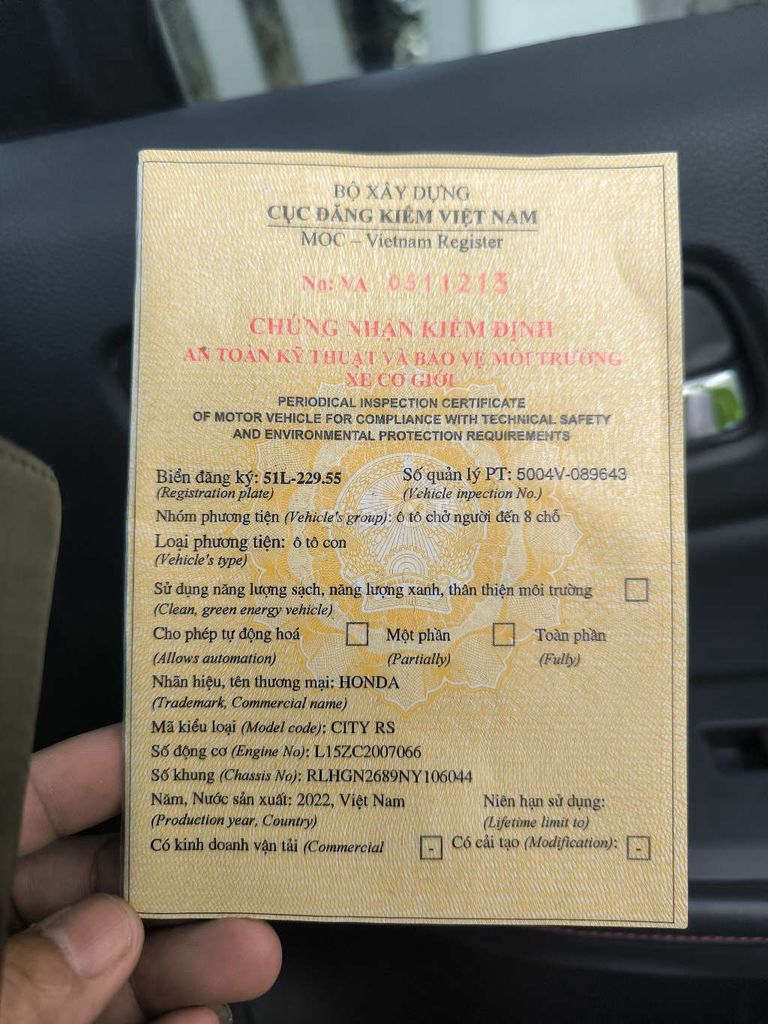 BỘ XÂY DỰNG
CỤC ĐĂNG KIỂM VIỆT NAM
MOC – Vietnam Register
No: VA 0511213
CHỨNG NHẬN KIỂM ĐỊNH
AN TOÀN KỸ THUẬT VÀ BẢO VỆ MÔI TRƯỜNG
XE CƠ GIỚI
PERIODICAL INSPECTION CERTIFICATE
OF MOTOR VEHICLE FOR COMPLIANCE WITH TECHNICAL SAFETY
AND ENVIRONMENTAL PROTECTION REQUIREMENTS
Biển đăng ký: 51L-229.55 Số quản lý PT: 5004V-089643
(Registration plate) (Vehicle inpection No.)
Nhóm phương tiện (Vehicle's group): ô tô chở người đến 8 chỗ
Loại phương tiện: ô tô con
(Vehicle's type)
Sử dụng năng lượng sạch, năng lượng xanh, thân thiện môi trường
(Clean, green energy vehicle)
Cho phép tự động hoá Một phần Toàn phần
(Allows automation) (Partially) (Fully)
Nhãn hiệu, tên thương mại: HONDA
(Trademark, Commercial name)
Mã kiểu loại (Model code): CITY RS
Số động cơ (Engine No): L15ZC2007066
Số khung (Chassis No): RLHGN2689NY106044
Năm, Nước sản xuất: 2022, Việt Nam Niên hạn sử dụng:
(Production year, Country) (Lifetime limit to)
Có kinh doanh vận tải (Commercial - Có cải tạo (Modification): -